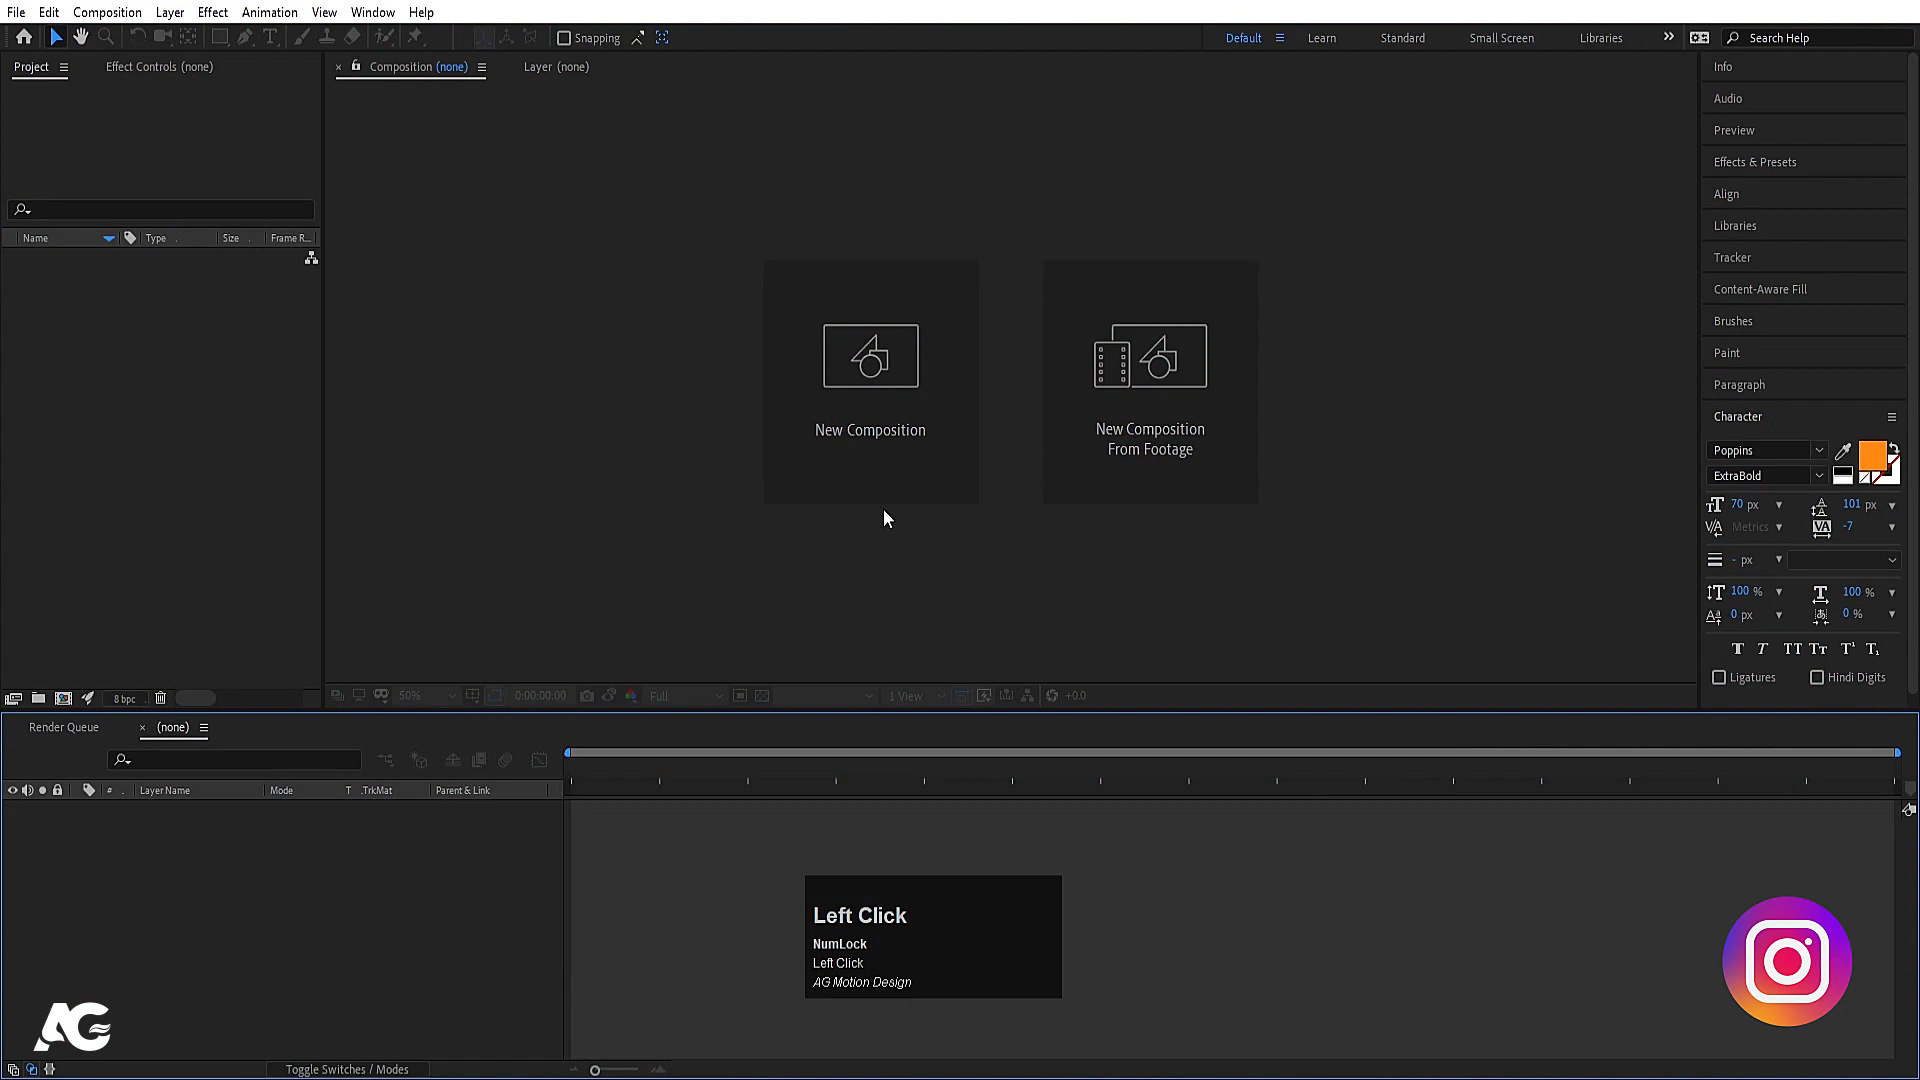 File Edit Composition Layer Effect Animation View Window Help
Snapping
Default Learn Standard Small Screen Libraries Search Help
Project Effect Controls (none)
Composition (none) Layer (none)
Name Type Size Frame R...
New Composition
New Composition
From Footage
Info
Audio
Preview
Effects & Presets
Align
Libraries
Tracker
Content-Aware Fill
Brushes
Paint
Paragraph
Character
Poppins
ExtraBold
70 px 101 px
Metrics -7
- px
100 % 100 %
0 px 0 %
Ligatures Hindi Digits
8 bpc
50% 0:00:00:00 Full 1 View +0.0
Render Queue (none)
# Layer Name Mode T .TrkMat Parent & Link
Left Click
NumLock
Left Click
AG Motion Design
AG
Toggle Switches / Modes